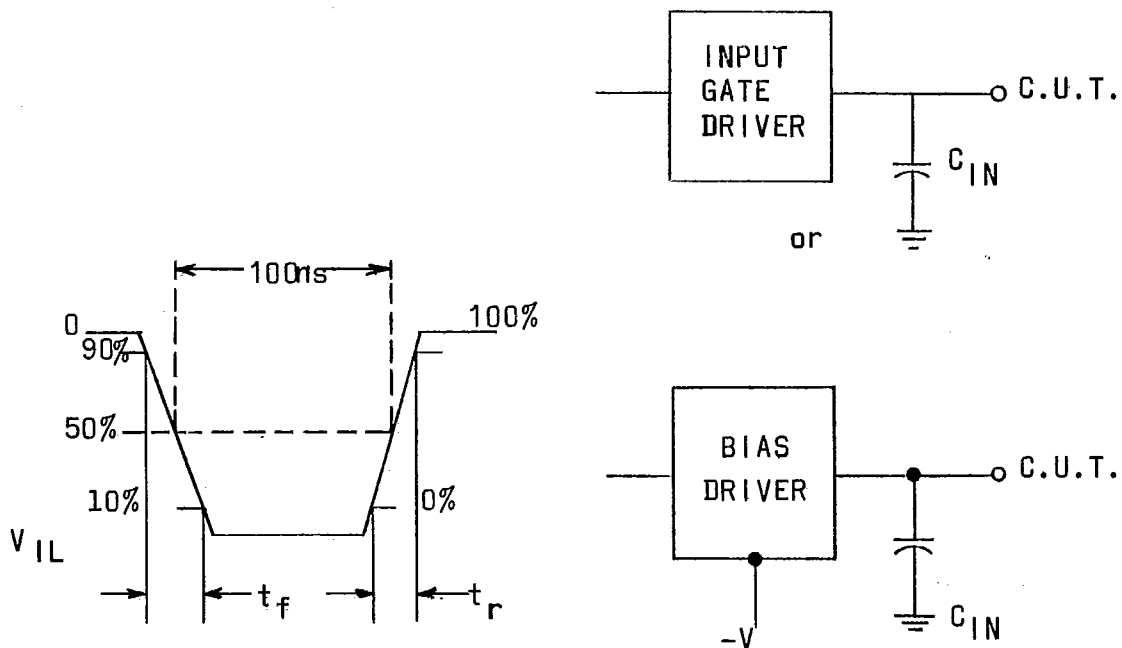 INPUT
GATE
DRIVER
C.U.T.
C IN
or
100ns
0
100%
90%
50%
10%
0%
V IL
t f
t r
BIAS
DRIVER
C.U.T.
C IN
-V